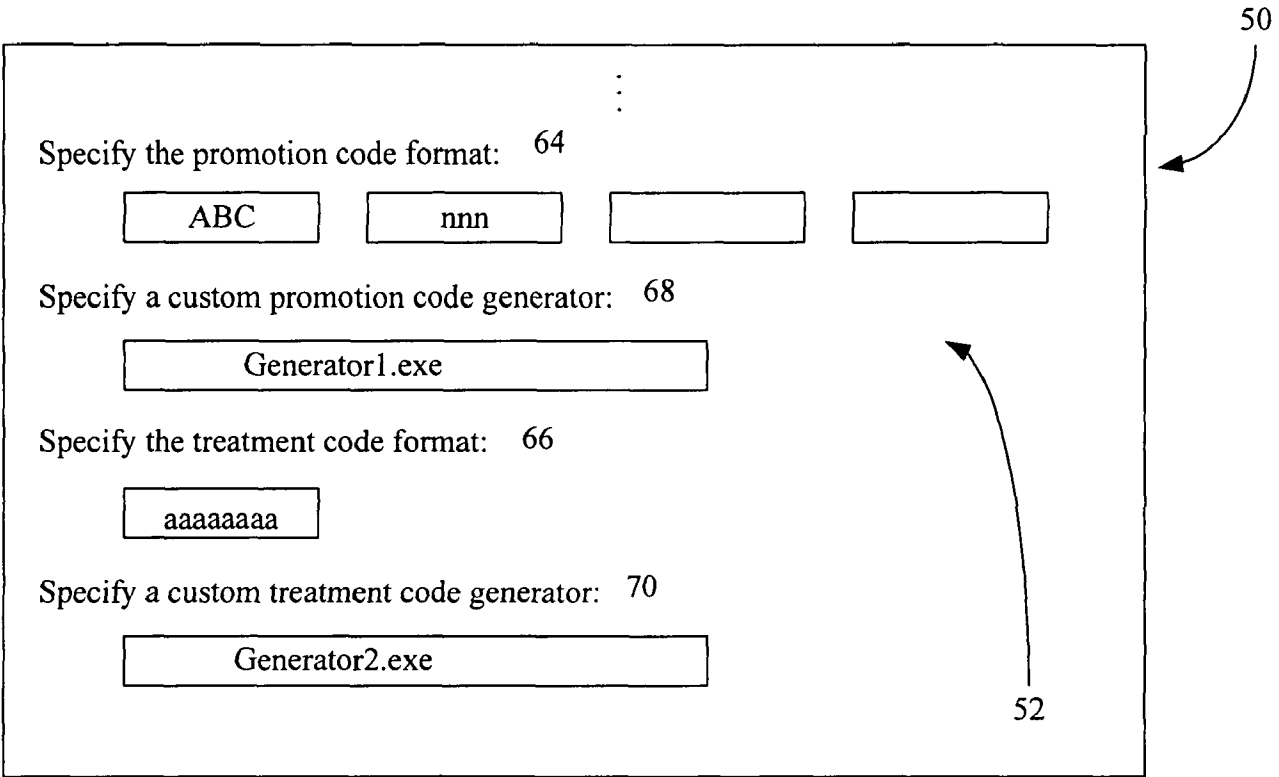 50
⋮
Specify the promotion code format: 64
ABC nnn
Specify a custom promotion code generator: 68
Generator1.exe
Specify the treatment code format: 66
aaaaaaaa
Specify a custom treatment code generator: 70
Generator2.exe
52